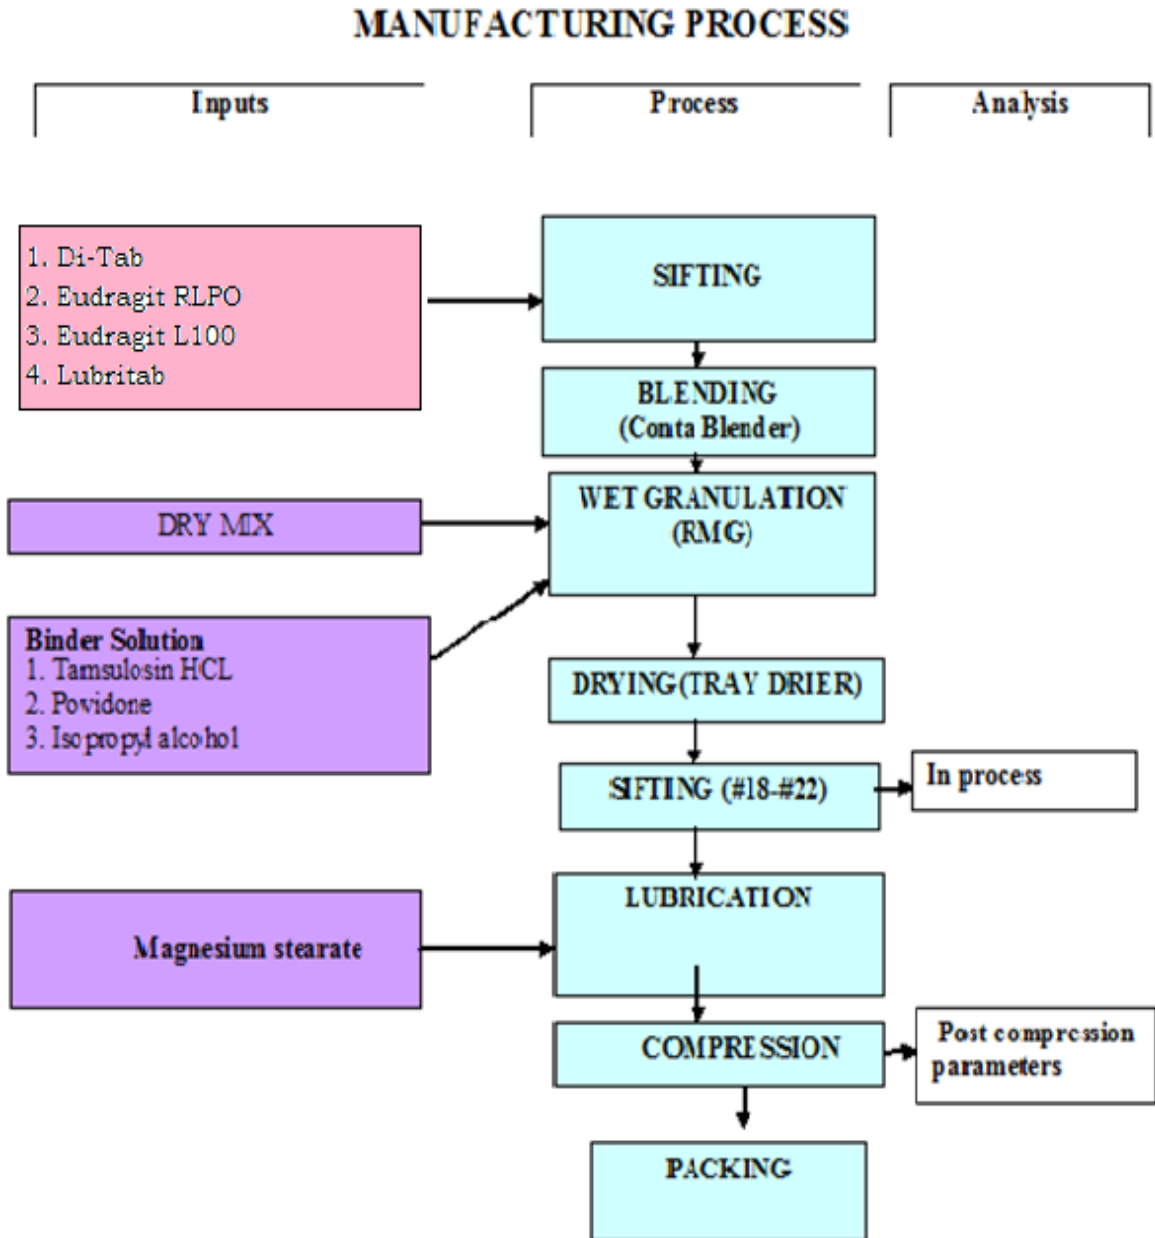 MANUFACTURING PROCESS
Inputs
Process
Analysis
1. Di-Tab
2. Eudragit RLPO
3. Eudragit L100
4. Lubritab
SIFTING
BLENDING
(Conta Blender)
DRY MIX
WET GRANULATION
(RMG)
Binder Solution
1. Tamsulosin HCL
2. Povidone
3. Isopropyl alcohol
DRYING(TRAY DRIER)
SIFTING (#18-#22)
In process
Magnesium stearate
LUBRICATION
COMPRESSION
Post compression
parameters
PACKING